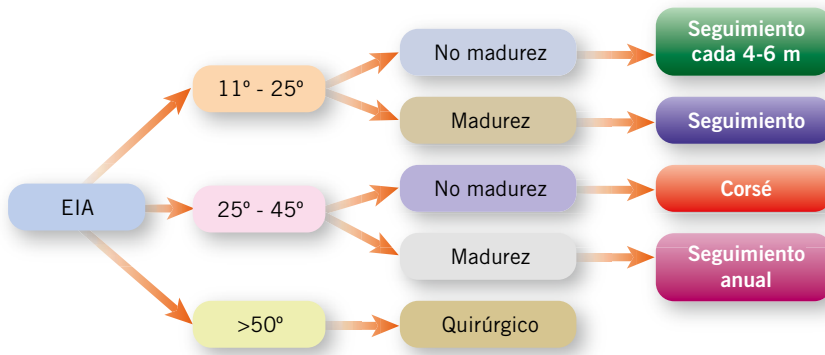 EIA
11º - 25º
No madurez
Seguimiento
cada 4-6 m
Madurez
Seguimiento
25º - 45º
No madurez
Corsé
Madurez
Seguimiento
anual
>50º
Quirúrgico